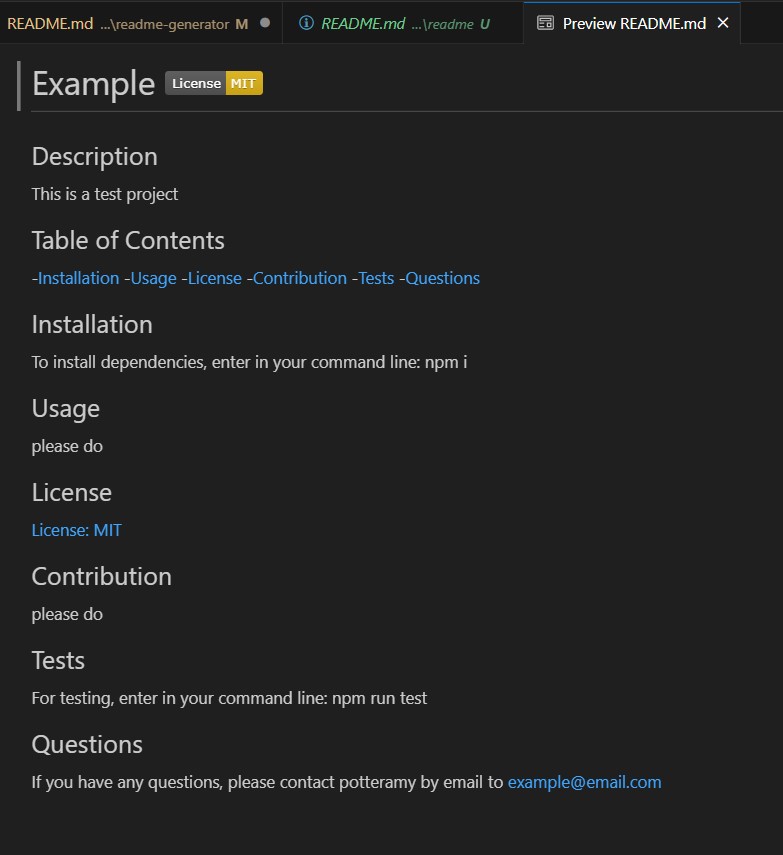 README.md ...\readme-generator M README.md ...\readme U Preview README.md
Example License MIT
Description
This is a test project
Table of Contents
-Installation -Usage -License -Contribution -Tests -Questions
Installation
To install dependencies, enter in your command line: npm i
Usage
please do
License
License: MIT
Contribution
please do
Tests
For testing, enter in your command line: npm run test
Questions
If you have any questions, please contact potteramy by email to example@email.com